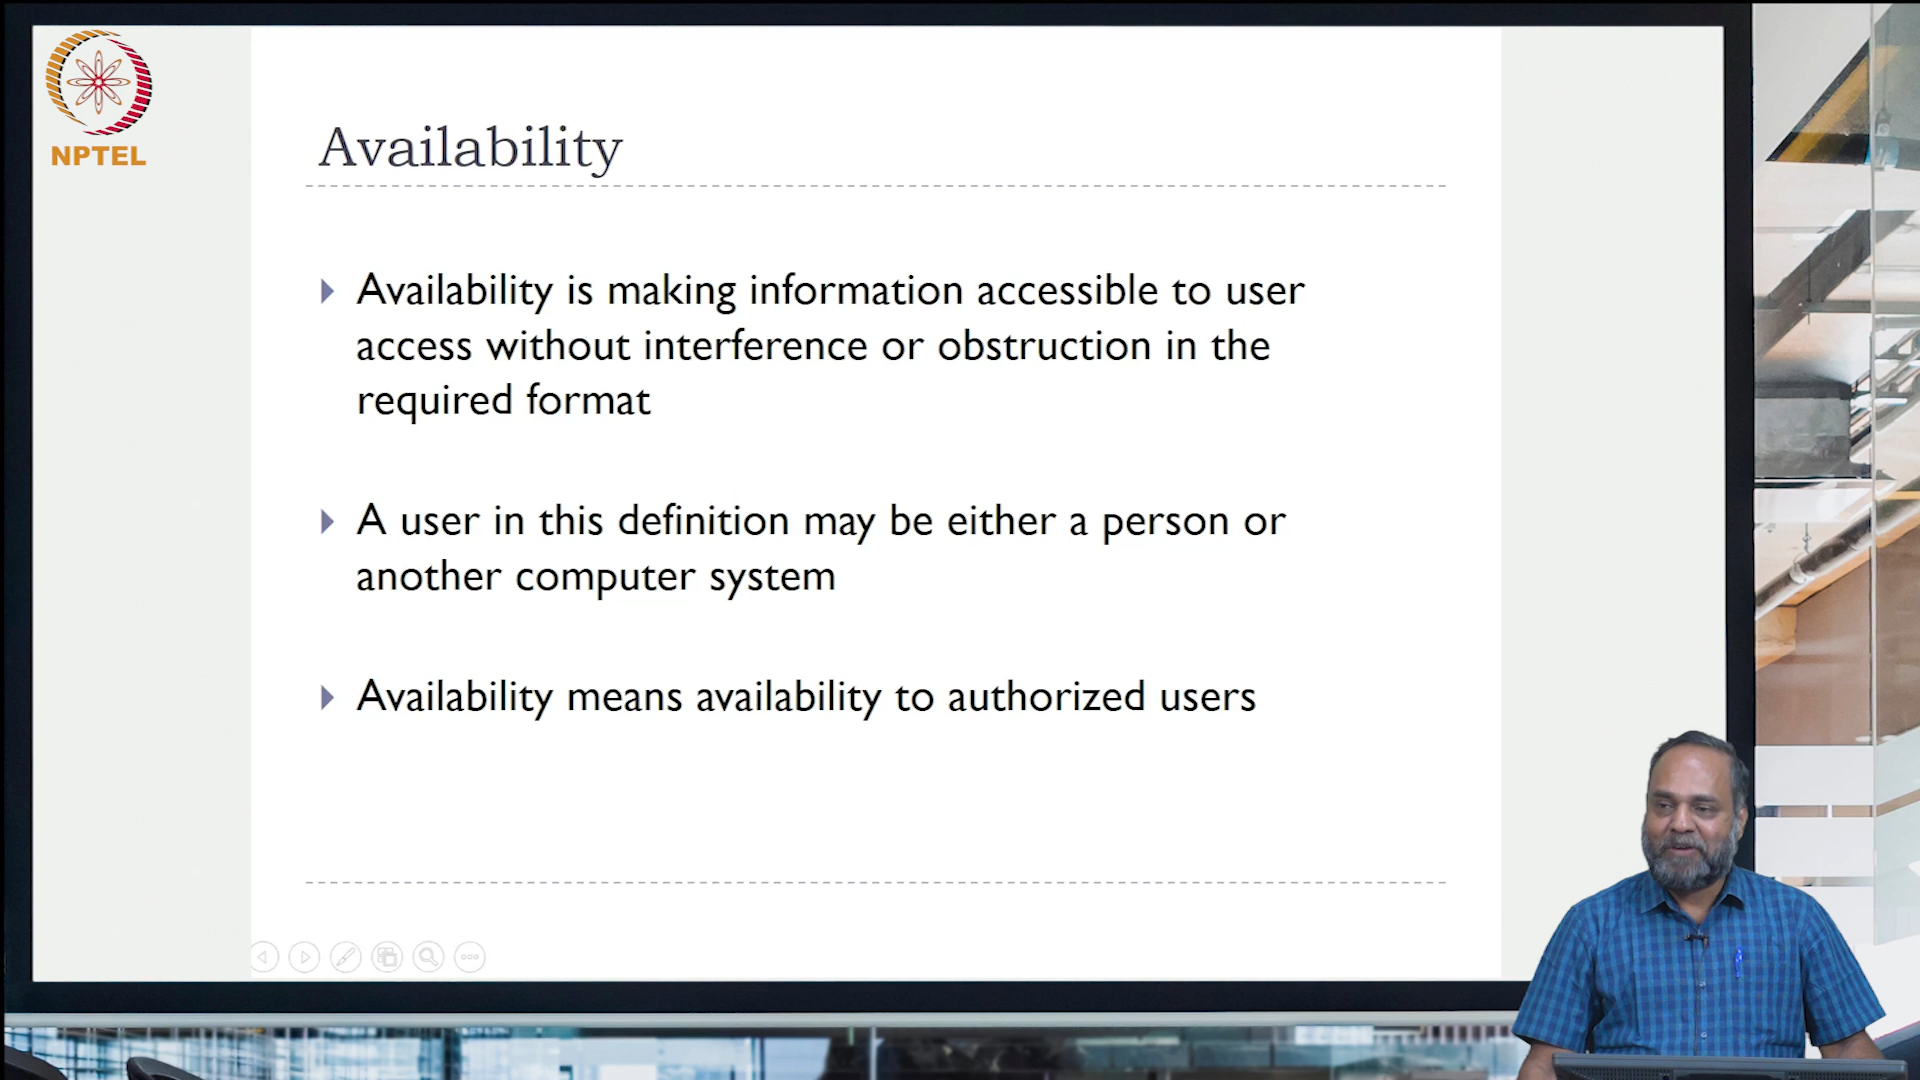 NPTEL
Availability
Availability is making information accessible to user
access without interference or obstruction in the
required format
A user in this definition may be either a person or
another computer system
Availability means availability to authorized users